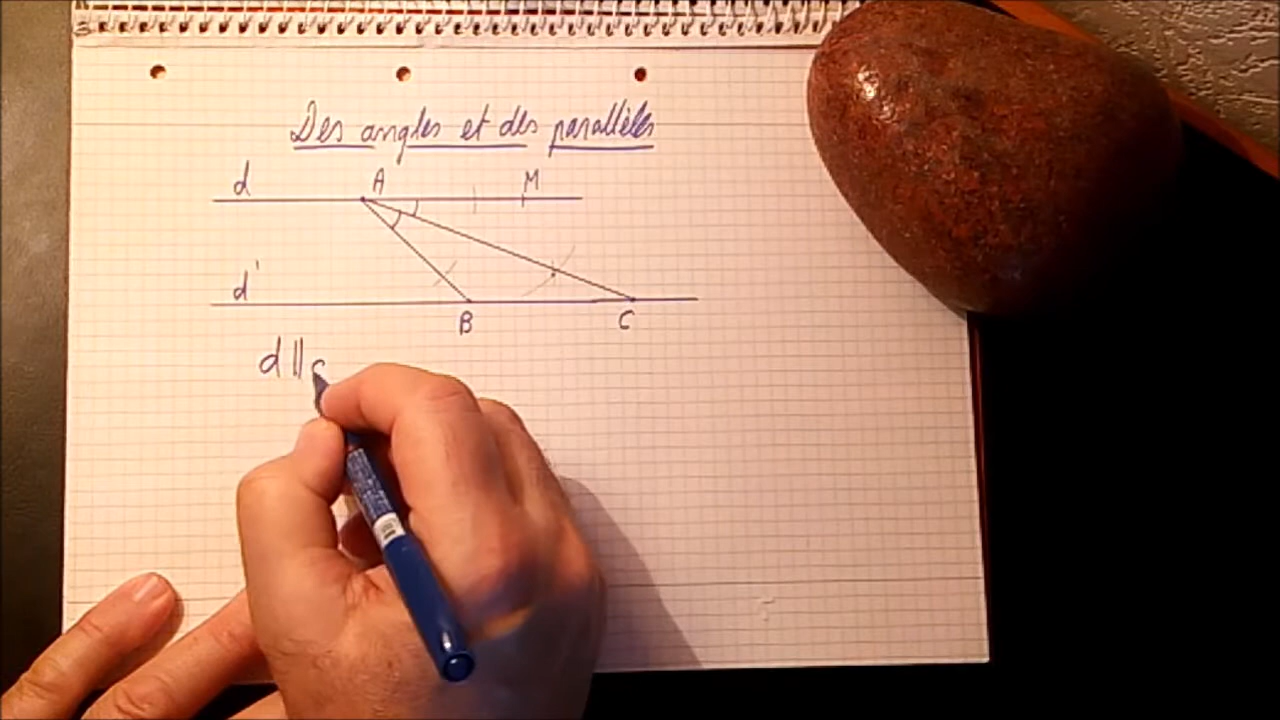 Des angles et des parallèles
d A M
d'
B C
d ∥